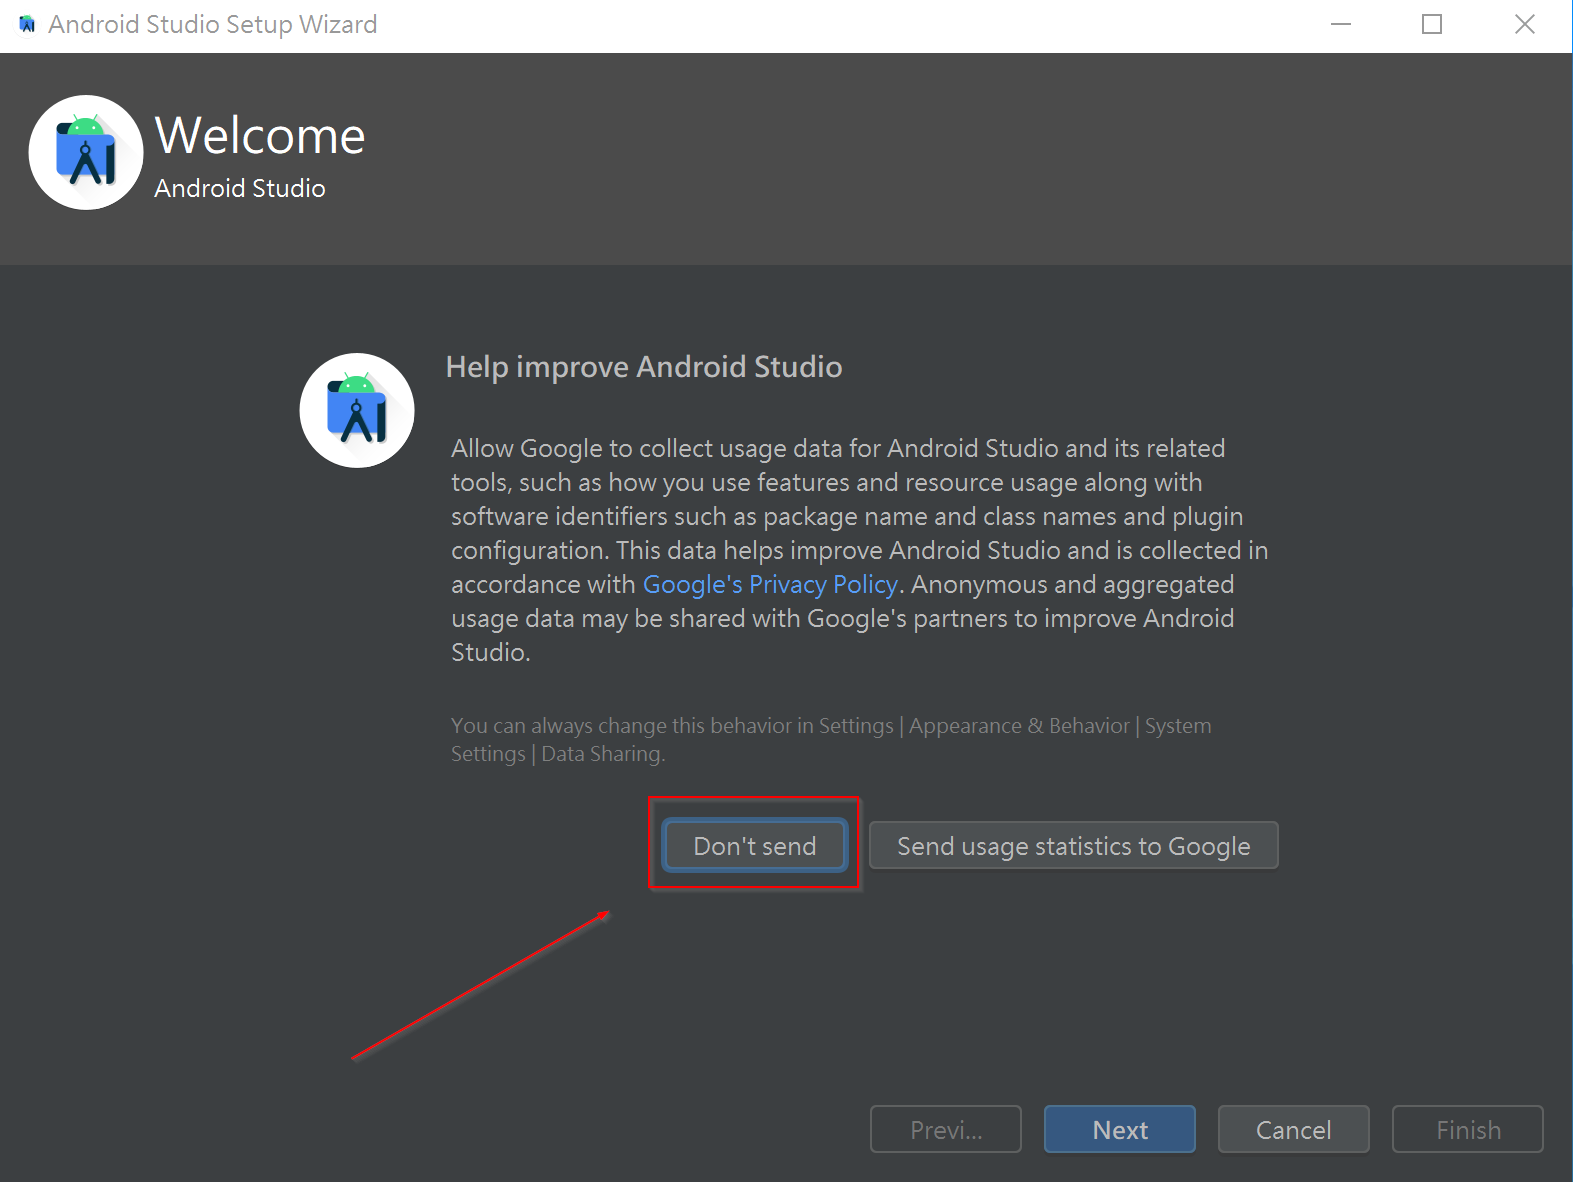 Android Studio Setup Wizard
Welcome
Android Studio
Help improve Android Studio
Allow Google to collect usage data for Android Studio and its related
tools, such as how you use features and resource usage along with
software identifiers such as package name and class names and plugin
configuration. This data helps improve Android Studio and is collected in
accordance with Google's Privacy Policy. Anonymous and aggregated
usage data may be shared with Google's partners to improve Android
Studio.
You can always change this behavior in Settings | Appearance & Behavior | System
Settings | Data Sharing.
Don't send
Send usage statistics to Google
Previ...
Next
Cancel
Finish